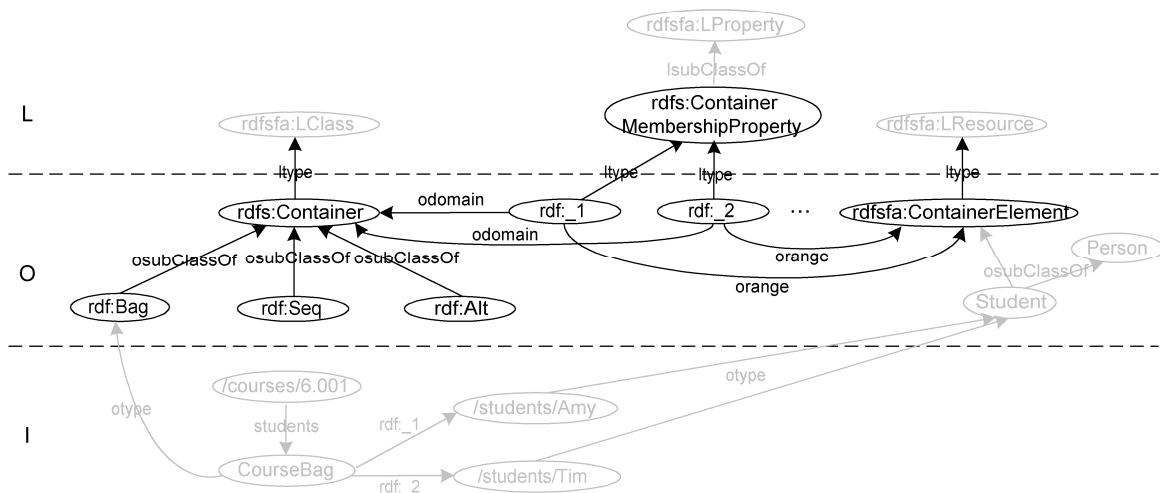 rdfsfa:LProperty
lsubClassOf
L
rdfs:Container
MembershipProperty
rdfsfa:LClass
rdfsfa:LResource
ltype
ltype
ltype
ltype
odomain
rdfs:Container
rdf:_1
rdf:_2
...
rdfsfa:ContainerElement
odomain
orange
orange
Person
osubClassOf
osubClassOf
osubClassOf
osubClassOf
O
rdf:Bag
rdf:Seq
rdf:Alt
Student
otype
/courses/6.001
otype
students
rdf:_1
/students/Amy
I
CourseBag
rdf:_2
/students/Tim